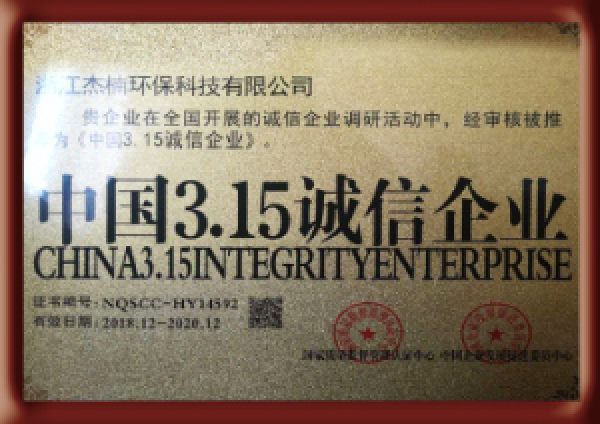 浙江杰楠环保科技有限公司
贵企业在全国开展的诚信企业调研活动中，经审核被推
为《中国3.15诚信企业》。
中国3.15诚信企业
CHINA3.15INTEGRITYENTERPRISE
证书编号：NQSCC-HY14592
有效日期：2018.12-2020.12